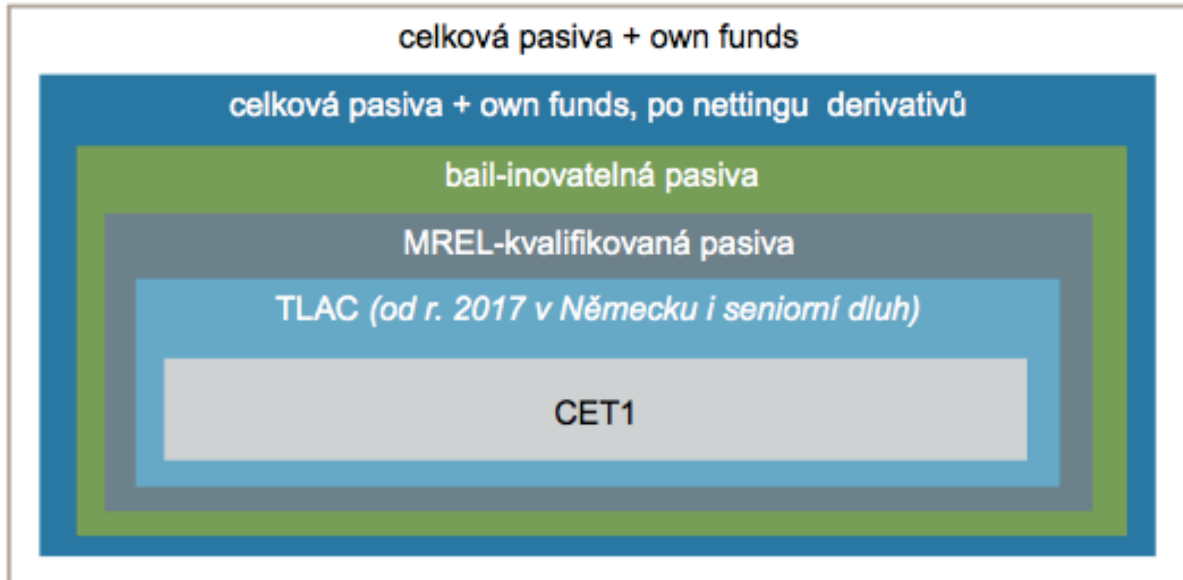 celková pasiva + own funds
celková pasiva + own funds, po nettingu derivativů
bail-inovatelná pasiva
MREL-kvalifikovaná pasiva
TLAC (od r. 2017 v Německu i seniorní dluh)
CET1